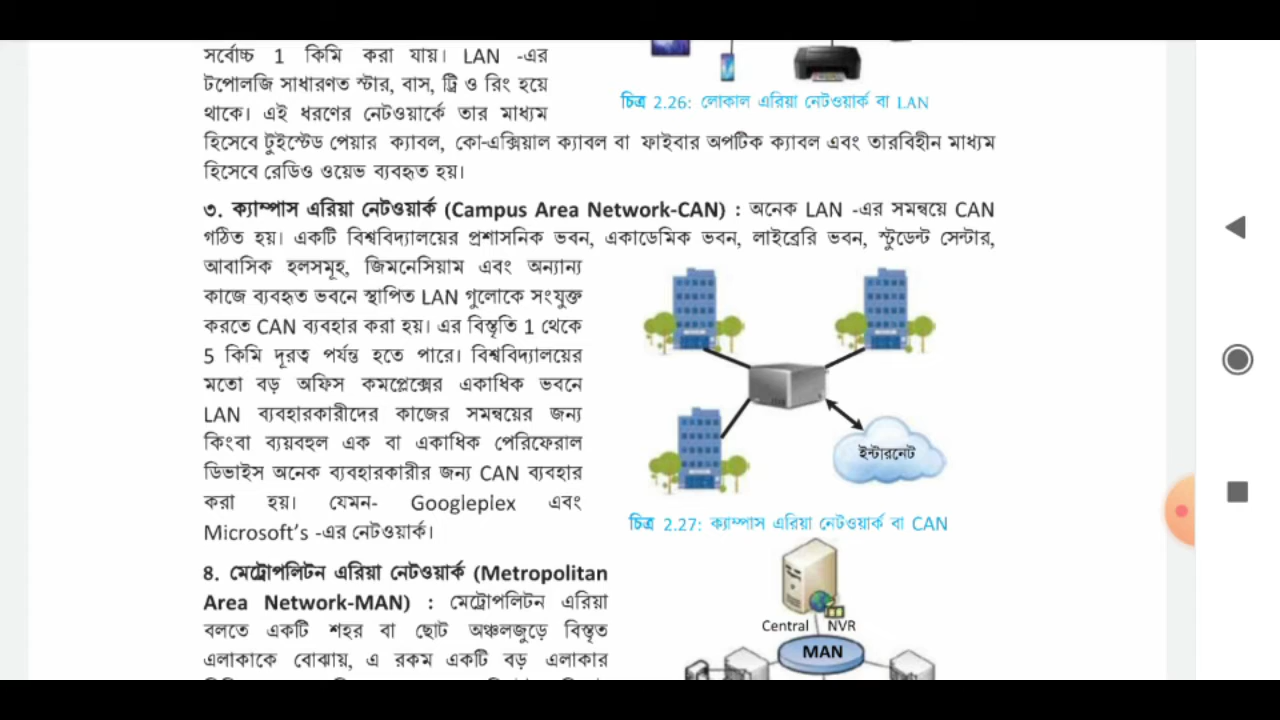 সর্বোচ্চ 1 কিমি করা যায়। LAN -এর
টপোলজি সাধারণত স্টার, বাস, ট্রি ও রিং হয়ে
থাকে। এই ধরণের নেটওয়ার্কে তার মাধ্যম
হিসেবে টুইস্টেড পেয়ার ক্যাবল, কো-এক্সিয়াল ক্যাবল বা ফাইবার অপটিক ক্যাবল এবং তারবিহীন মাধ্যম
হিসেবে রেডিও ওয়েভ ব্যবহৃত হয়।
চিত্র 2.26: লোকাল এরিয়া নেটওয়ার্ক বা LAN
৩. ক্যাম্পাস এরিয়া নেটওয়ার্ক (Campus Area Network-CAN) : অনেক LAN -এর সমন্বয়ে CAN
গঠিত হয়। একটি বিশ্ববিদ্যালয়ের প্রশাসনিক ভবন, একাডেমিক ভবন, লাইব্রেরি ভবন, স্টুডেন্ট সেন্টার,
আবাসিক হলসমূহ, জিমনেসিয়াম এবং অন্যান্য
কাজে ব্যবহৃত ভবনে স্থাপিত LAN গুলোকে সংযুক্ত
করতে CAN ব্যবহার করা হয়। এর বিস্তৃতি 1 থেকে
5 কিমি দূরত্ব পর্যন্ত হতে পারে। বিশ্ববিদ্যালয়ের
মতো বড় অফিস কমপ্লেক্সের একাধিক ভবনে
LAN ব্যবহারকারীদের কাজের সমন্বয়ের জন্য
কিংবা ব্যয়বহুল এক বা একাধিক পেরিফেরাল
ডিভাইস অনেক ব্যবহারকারীর জন্য CAN ব্যবহার
করা হয়। যেমন- Googleplex এবং
Microsoft's -এর নেটওয়ার্ক।
ইন্টারনেট
চিত্র 2.27: ক্যাম্পাস এরিয়া নেটওয়ার্ক বা CAN
৪. মেট্রোপলিটন এরিয়া নেটওয়ার্ক (Metropolitan
Area Network-MAN) : মেট্রোপলিটন এরিয়া
বলতে একটি শহর বা ছোট অঞ্চলজুড়ে বিস্তৃত
এলাকাকে বোঝায়, এ রকম একটি বড় এলাকার
Central NVR
MAN